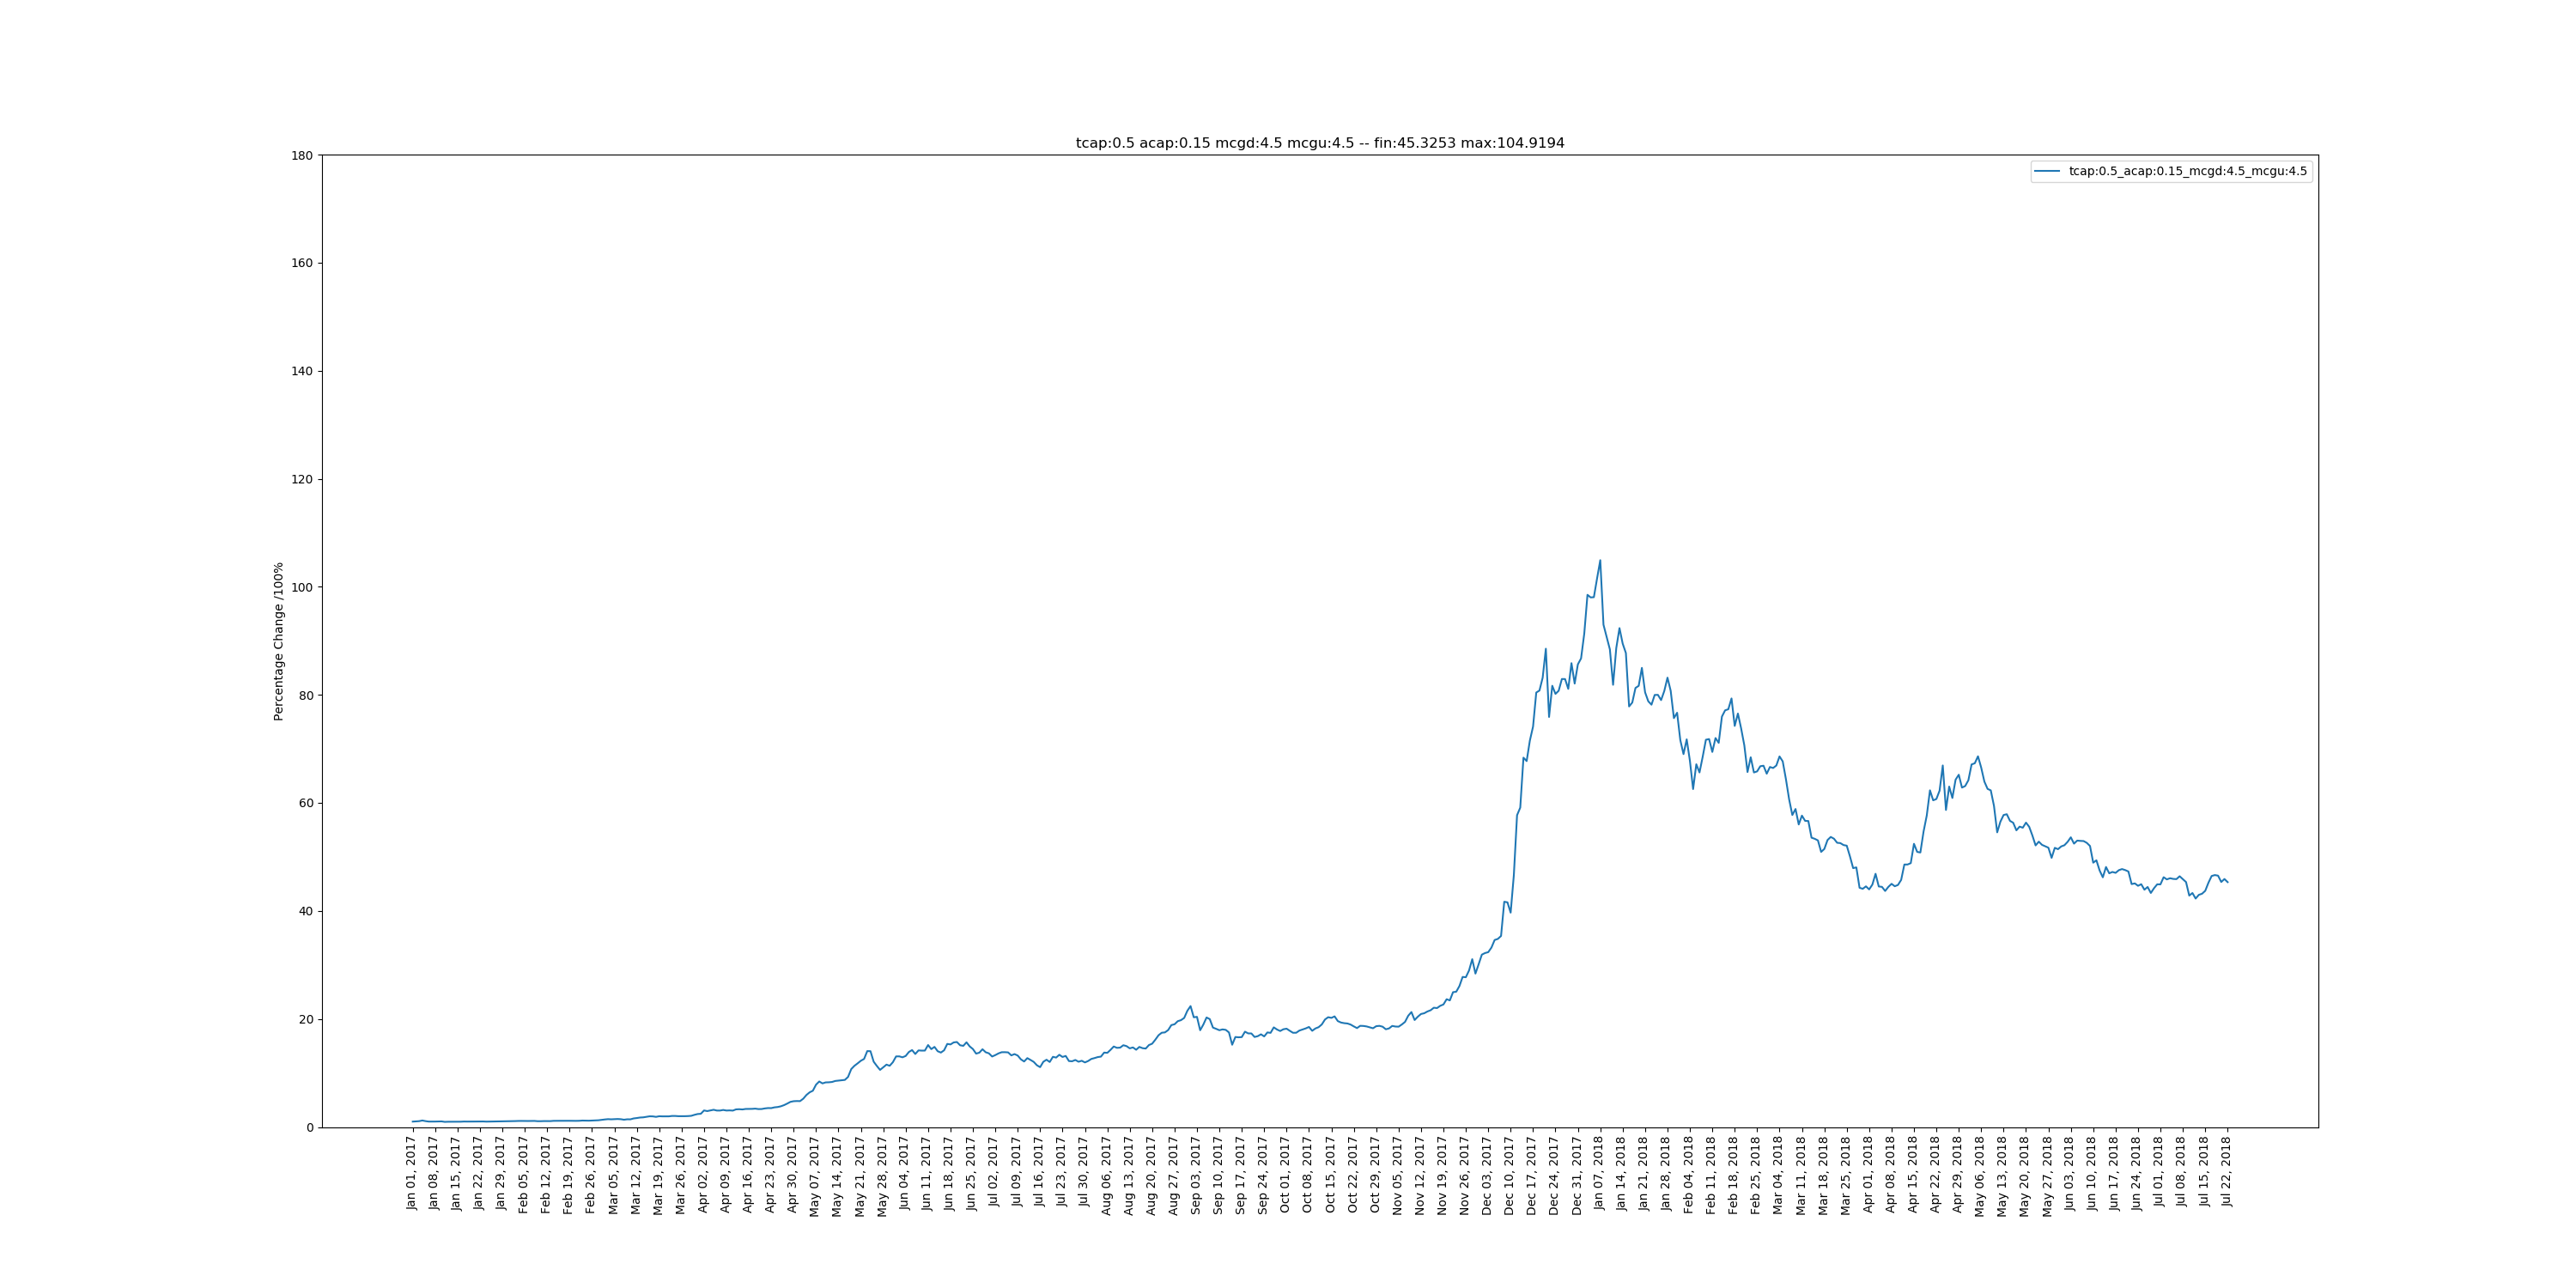 tcap:0.5 acap:0.15 mcgd:4.5 mcgu:4.5 -- fin:45.3253 max:104.9194
tcap:0.5_acap:0.15_mcgd:4.5_mcgu:4.5
180
160
140
120
100
80
60
40
20
0
Percentage Change /100%
Jan 01, 2017
Jan 08, 2017
Jan 15, 2017
Jan 22, 2017
Jan 29, 2017
Feb 05, 2017
Feb 12, 2017
Feb 19, 2017
Feb 26, 2017
Mar 05, 2017
Mar 12, 2017
Mar 19, 2017
Mar 26, 2017
Apr 02, 2017
Apr 09, 2017
Apr 16, 2017
Apr 23, 2017
Apr 30, 2017
May 07, 2017
May 14, 2017
May 21, 2017
May 28, 2017
Jun 04, 2017
Jun 11, 2017
Jun 18, 2017
Jun 25, 2017
Jul 02, 2017
Jul 09, 2017
Jul 16, 2017
Jul 23, 2017
Jul 30, 2017
Aug 06, 2017
Aug 13, 2017
Aug 20, 2017
Aug 27, 2017
Sep 03, 2017
Sep 10, 2017
Sep 17, 2017
Sep 24, 2017
Oct 01, 2017
Oct 08, 2017
Oct 15, 2017
Oct 22, 2017
Oct 29, 2017
Nov 05, 2017
Nov 12, 2017
Nov 19, 2017
Nov 26, 2017
Dec 03, 2017
Dec 10, 2017
Dec 17, 2017
Dec 24, 2017
Dec 31, 2017
Jan 07, 2018
Jan 14, 2018
Jan 21, 2018
Jan 28, 2018
Feb 04, 2018
Feb 11, 2018
Feb 18, 2018
Feb 25, 2018
Mar 04, 2018
Mar 11, 2018
Mar 18, 2018
Mar 25, 2018
Apr 01, 2018
Apr 08, 2018
Apr 15, 2018
Apr 22, 2018
Apr 29, 2018
May 06, 2018
May 13, 2018
May 20, 2018
May 27, 2018
Jun 03, 2018
Jun 10, 2018
Jun 17, 2018
Jun 24, 2018
Jul 01, 2018
Jul 08, 2018
Jul 15, 2018
Jul 22, 2018